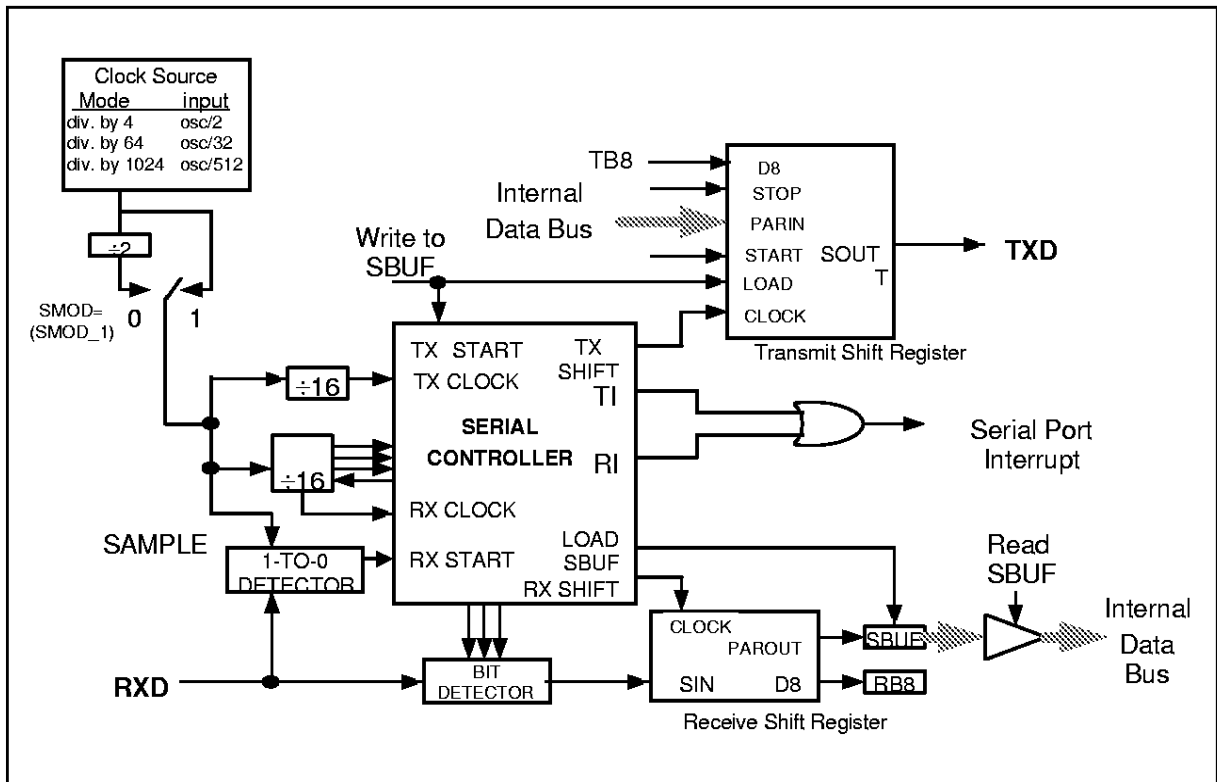 Clock Source
Mode input
div. by 4 osc/2
div. by 64 osc/32
div. by 1024 osc/512
÷2
SMOD=
(SMOD_1)
0 1
Write to
SBUF
TB8
Internal
Data Bus
D8
STOP
PARIN
START
LOAD
CLOCK
SOUT
T
TXD
Transmit Shift Register
÷16
÷16
SAMPLE
1-TO-0
DETECTOR
TX START
TX CLOCK
SERIAL
CONTROLLER
RX CLOCK
RX START
TX
SHIFT
TI
RI
LOAD
SBUF
RX SHIFT
Serial Port
Interrupt
RXD
BIT
DETECTOR
CLOCK
PAROUT
SIN D8
Receive Shift Register
SBUF
RB8
Read
SBUF
Internal
Data
Bus